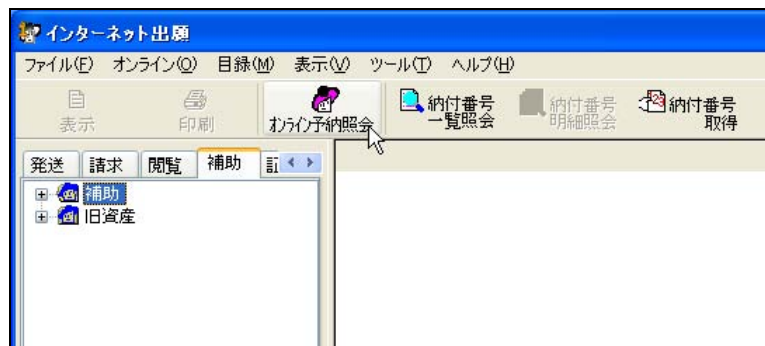 インターネット出願
ファイル(F) オンライン(O) 目録(M) 表示(V) ツール(T) ヘルプ(H)
表示
印刷
オンライン予納照会
納付番号
一覧照会
納付番号
明細照会
納付番号
取得
発送 請求 閲覧 補助
補助
旧資産